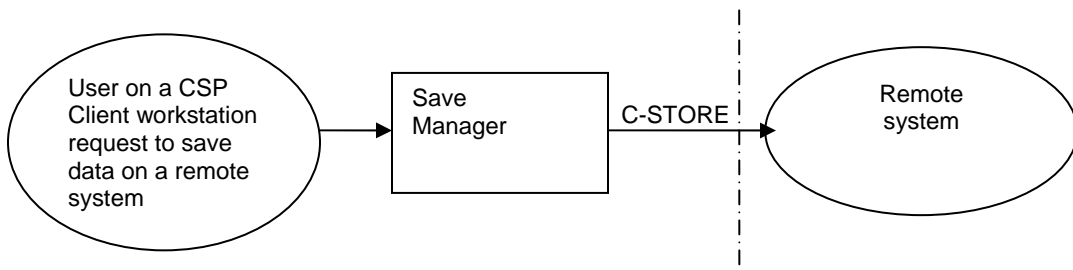 User on a CSP
Client workstation
request to save
data on a remote
system
Save
Manager
C-STORE
Remote
system